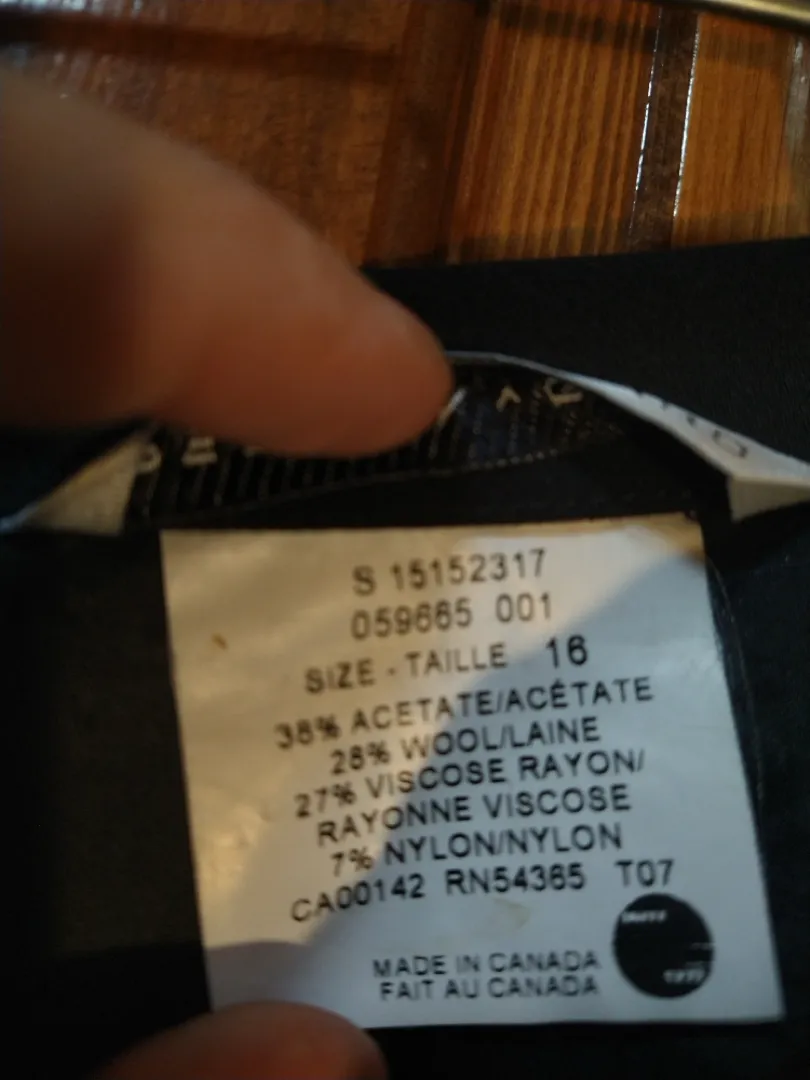 S 15152317
059665 001
SIZE - TAILLE 16
38% ACETATE/ACÉTATE
28% WOOL/LAINE
27% VISCOSE RAYON/
RAYONNE VISCOSE
7% NYLON/NYLON
CA00142 RN54365 T07
MADE IN CANADA
FAIT AU CANADA